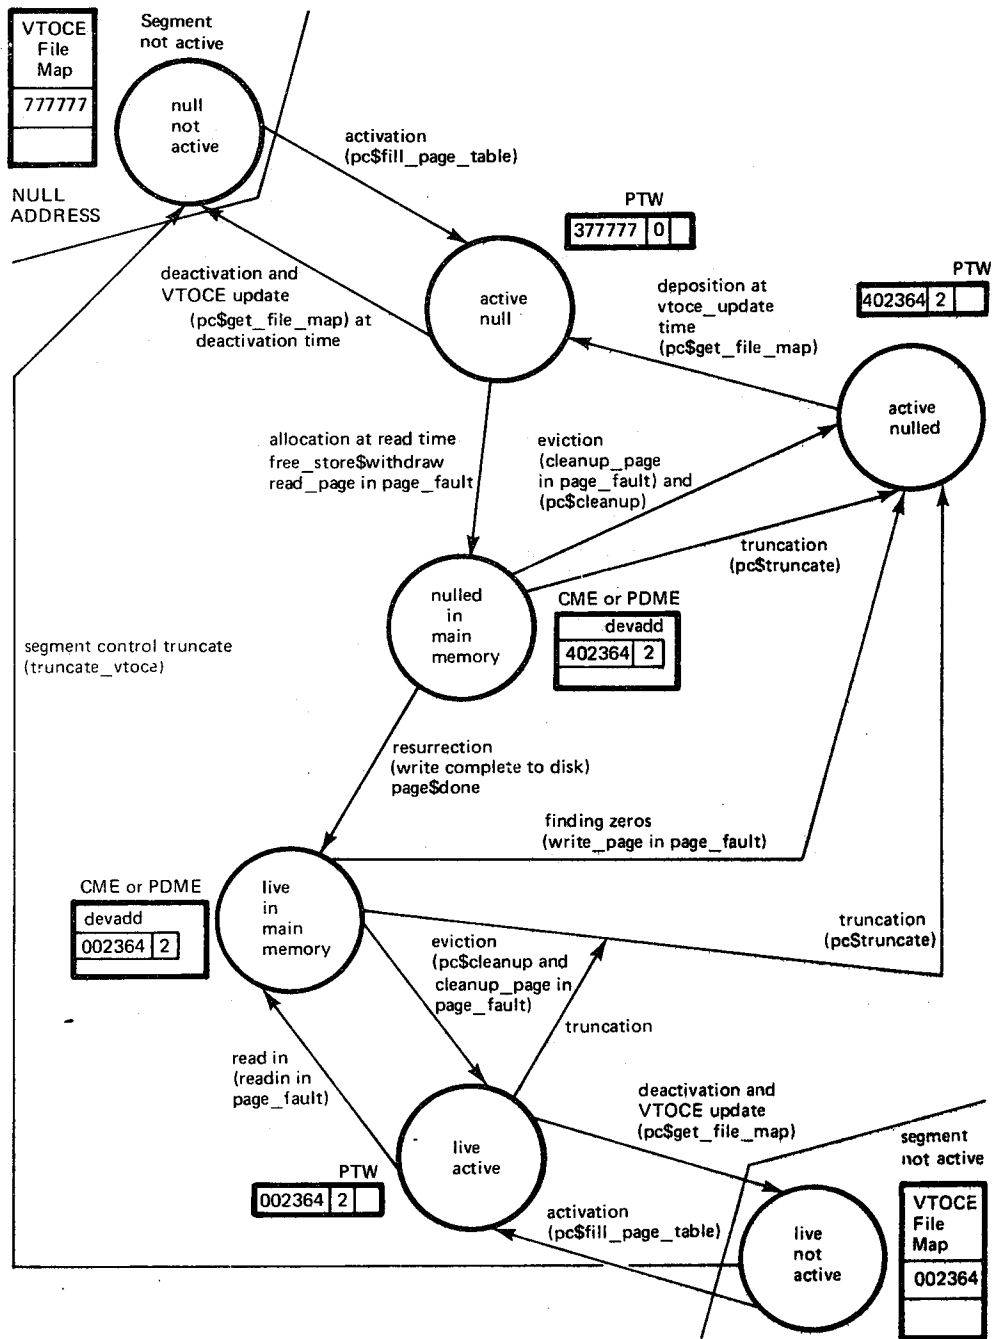 VTOCE
File
Map
777777
NULL
ADDRESS
Segment
not active
null
not
active
activation
(pc$fill_page_table)
PTW
377777 0
deactivation and
VTOCE update
(pc$get_file_map) at
deactivation time
active
null
deposition at
vtoce_update
time
(pc$get_file_map)
PTW
402364 2
active
nulled
allocation at read time
free_store$withdraw
read_page in page_fault
eviction
(cleanup_page
in page_fault) and
(pc$cleanup)
truncation
(pc$truncate)
nulled
in
main
memory
CME or PDME
devadd
402364 2
segment control truncate
(truncate_vtoce)
resurrection
(write complete to disk)
page$done
finding zeros
(write_page in page_fault)
CME or PDME
devadd
002364 2
live
in
main
memory
eviction
(pc$cleanup and
cleanup_page in
page_fault)
truncation
(pc$truncate)
truncation
read in
(readin in
page_fault)
live
active
PTW
002364 2
deactivation and
VTOCE update
(pc$get_file_map)
activation
(pc$fill_page_table)
segment
not active
live
not
active
VTOCE
File
Map
002364